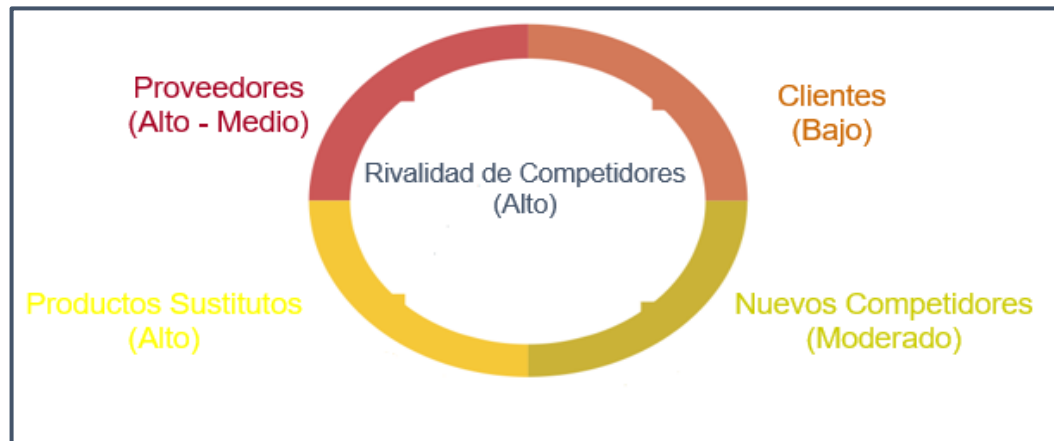 Proveedores
(Alto - Medio)
Clientes
(Bajo)
Rivalidad de Competidores
(Alto)
Productos Sustitutos
(Alto)
Nuevos Competidores
(Moderado)